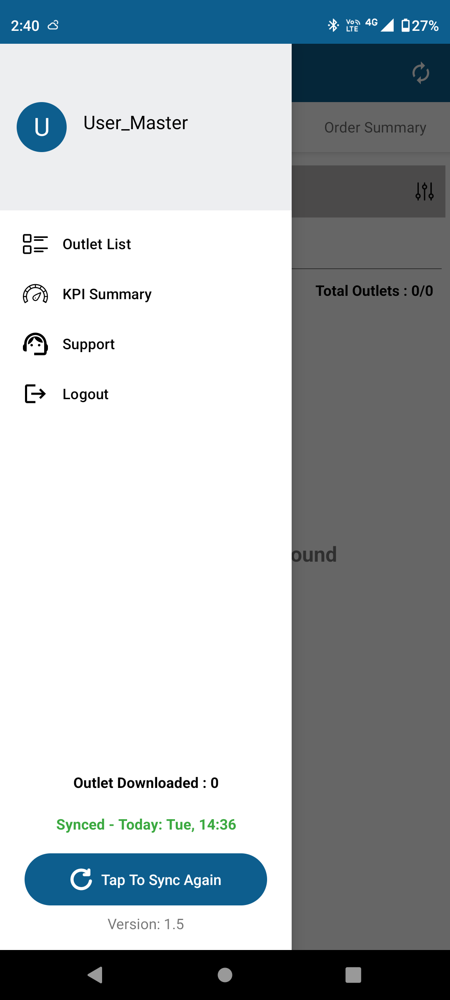 2:40
Vo LTE 4G 27%
U
User_Master
Order Summary
Outlet List
KPI Summary
Total Outlets : 0/0
Support
Logout
ound
Outlet Downloaded : 0
Synced - Today: Tue, 14:36
Tap To Sync Again
Version: 1.5